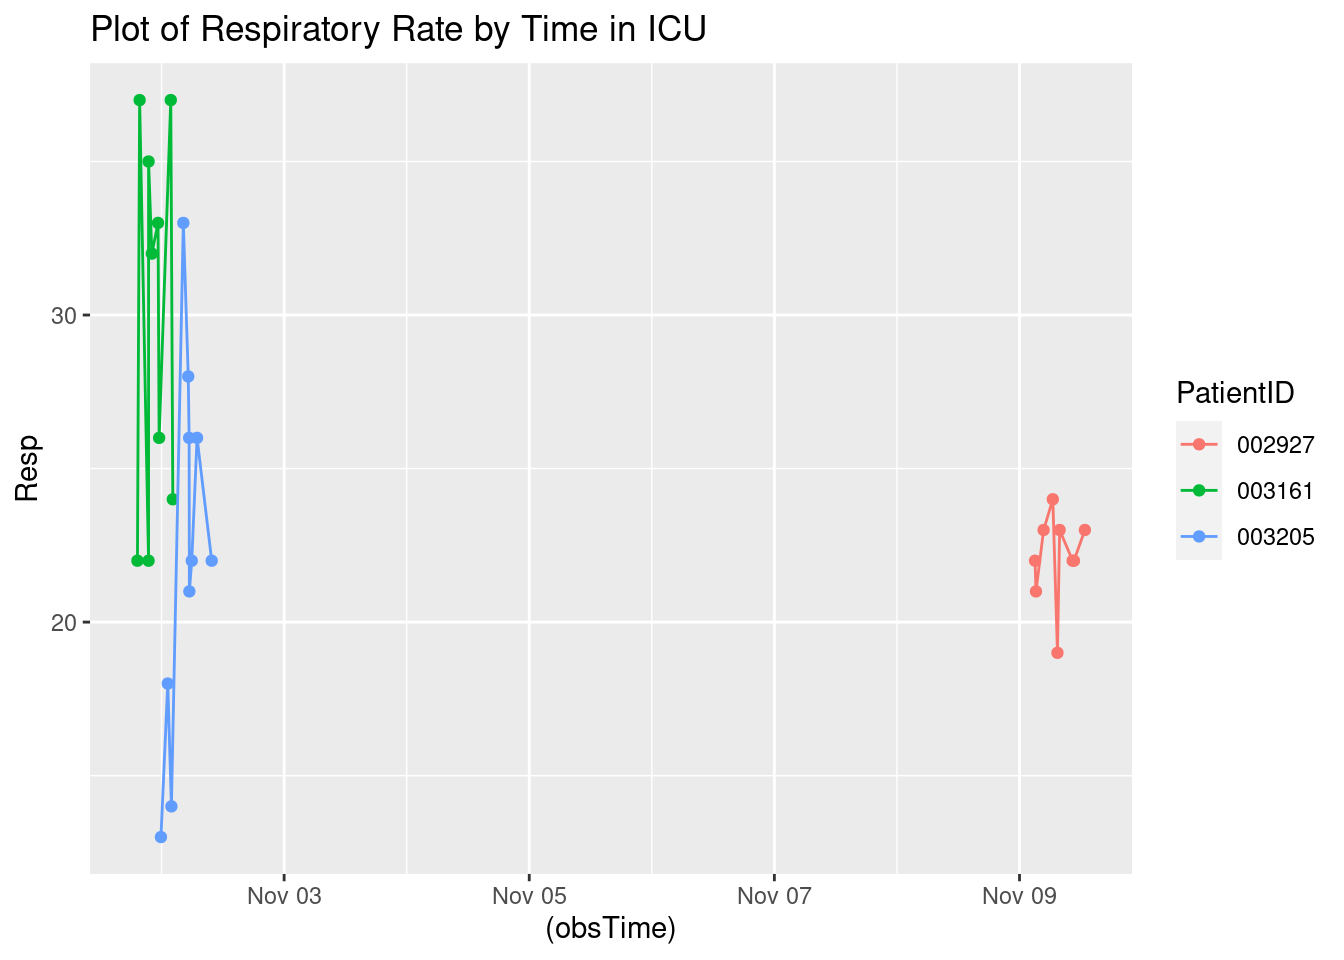 Plot of Respiratory Rate by Time in ICU
Resp
30
20
Nov 03
Nov 05
Nov 07
Nov 09
(obsTime)
PatientID
002927
003161
003205